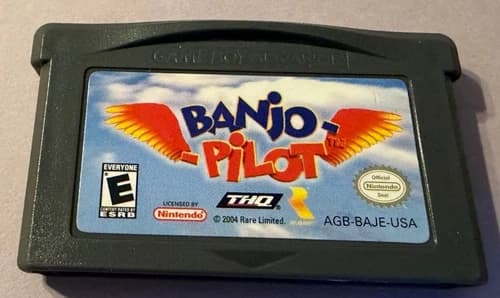 GAME BOY ADVANCE
BANJO-
-PILOT™
EVERYONE
E
CONTENT RATED BY
ESRB
LICENSED BY
Nintendo
THQ
© 2004 Rare Limited.
Official
Nintendo
Seal
AGB-BAJE-USA